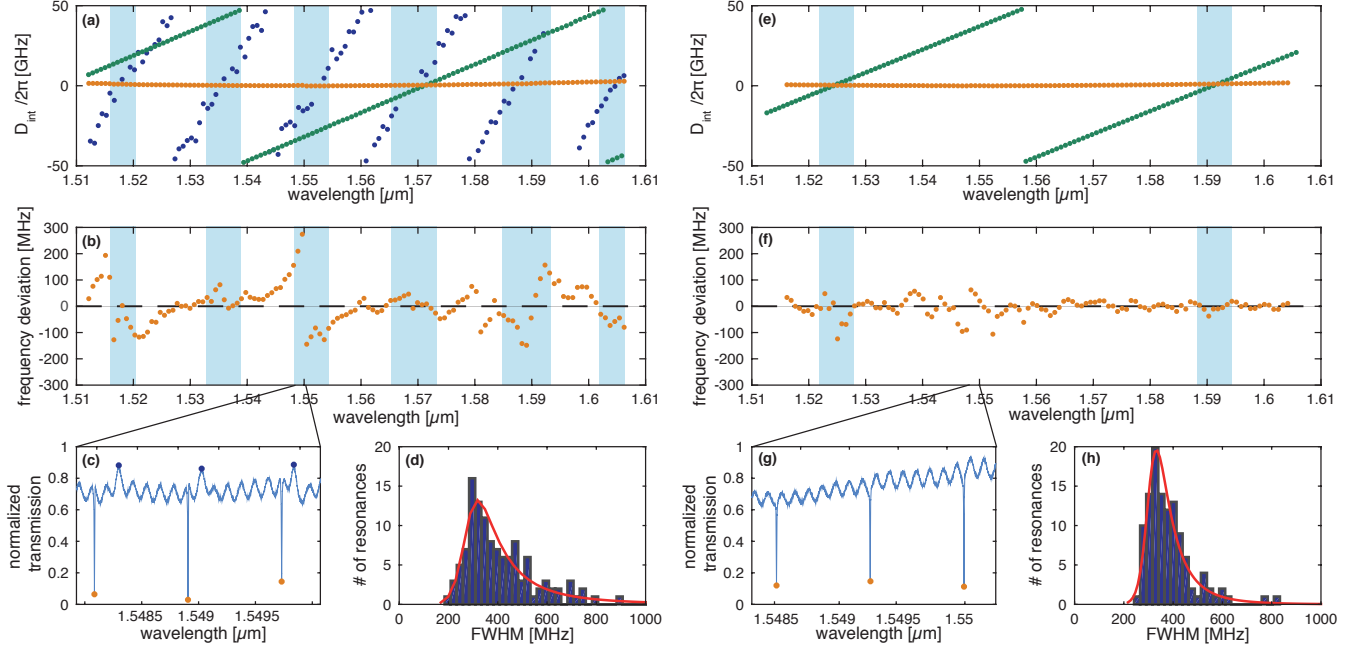 (a)
D_int /2π [GHz]
50
0
-50
1.51 1.52 1.53 1.54 1.55 1.56 1.57 1.58 1.59 1.6 1.61
wavelength [µm]
(e)
D_int /2π [GHz]
50
0
-50
1.51 1.52 1.53 1.54 1.55 1.56 1.57 1.58 1.59 1.6 1.61
wavelength [µm]
(b)
frequency deviation [MHz]
300
200
100
0
-100
-200
-300
1.51 1.52 1.53 1.54 1.55 1.56 1.57 1.58 1.59 1.6 1.61
wavelength [µm]
(f)
frequency deviation [MHz]
300
200
100
0
-100
-200
-300
1.51 1.52 1.53 1.54 1.55 1.56 1.57 1.58 1.59 1.6 1.61
wavelength [µm]
(c)
normalized
transmission
1
0.8
0.6
0.4
0.2
0
1.5485 1.549 1.5495
wavelength [µm]
(d)
# of resonances
20
15
10
5
0
0 200 400 600 800 1000
FWHM [MHz]
(g)
normalized
transmission
1
0.8
0.6
0.4
0.2
0
1.5485 1.549 1.5495 1.55
wavelength [µm]
(h)
# of resonances
20
15
10
5
0
0 200 400 600 800 1000
FWHM [MHz]